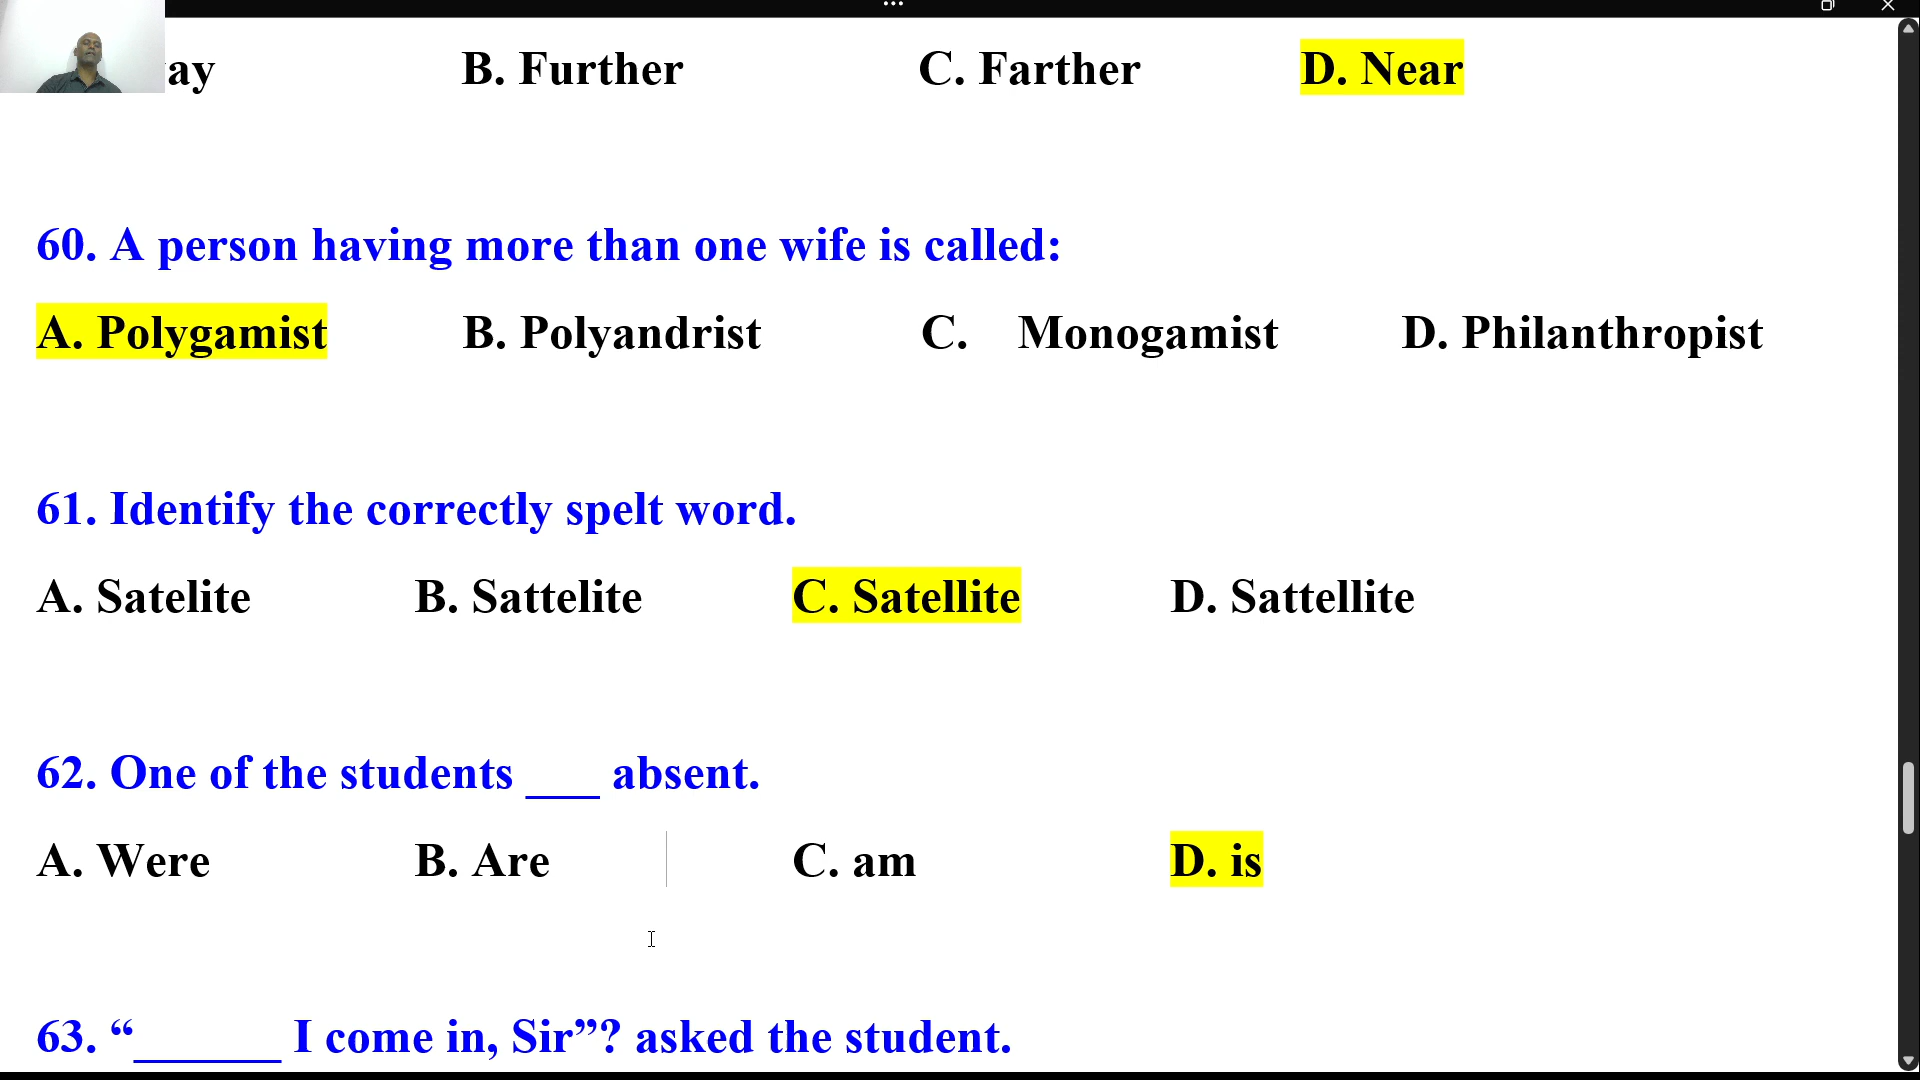 B. Further C. Farther D. Near
60. A person having more than one wife is called:
A. Polygamist B. Polyandrist C. Monogamist D. Philanthropist
61. Identify the correctly spelt word.
A. Satelite B. Sattelite C. Satellite D. Sattellite
62. One of the students ___ absent.
A. Were B. Are C. am D. is
63. “______ I come in, Sir”? asked the student.